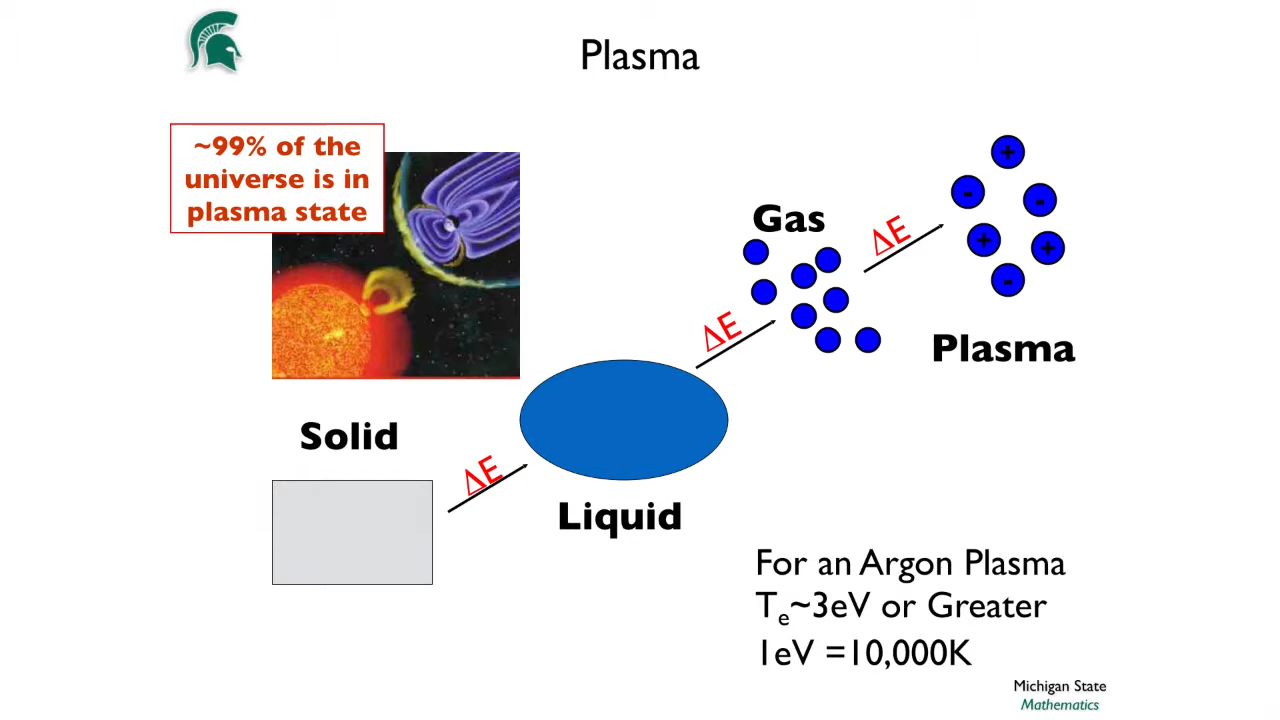 Plasma
~99% of the
universe is in
plasma state
Gas
ΔE
+
-
-
+
+
-
Plasma
ΔE
Solid
ΔE
Liquid
For an Argon Plasma
Te~3eV or Greater
1eV =10,000K
Michigan State
Mathematics